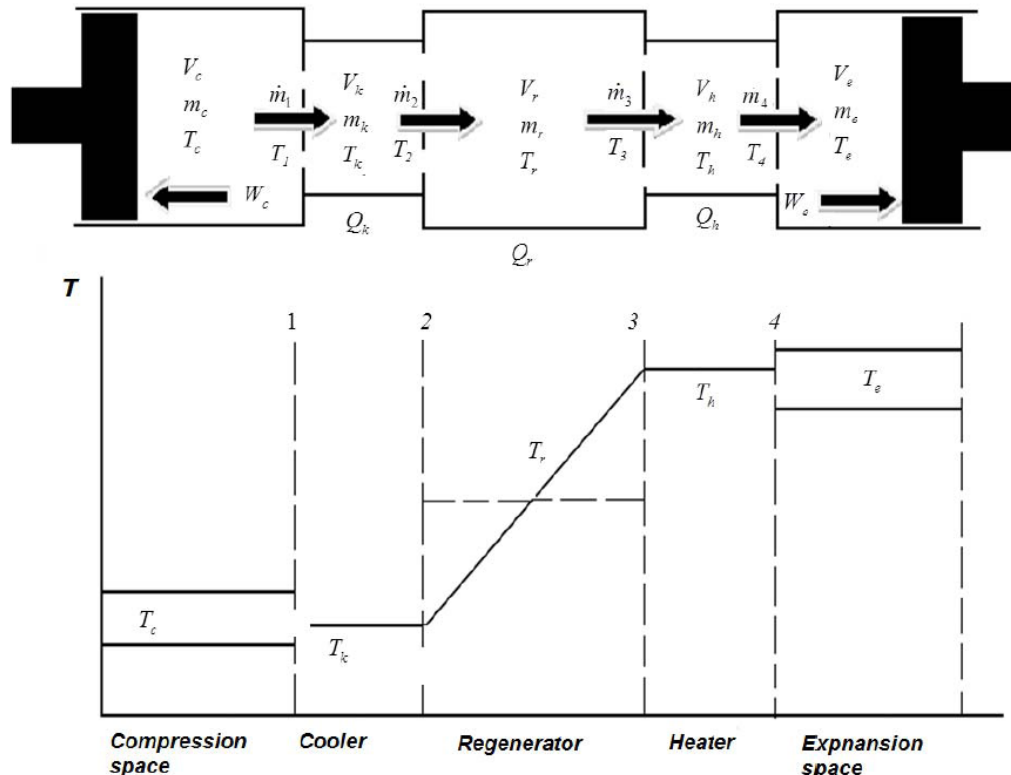 V_c V_k V_r V_h V_e
ṁ_1 ṁ_2 ṁ_3 ṁ_4
m_c m_k m_r m_h m_e
T_c T_1 T_k T_2 T_r T_3 T_h T_4 T_e
W_c W_e
Q_k Q_h
Q_r
T
1 2 3 4
T_h T_e
T_r
T_c
T_k
Compression Cooler Regenerator Heater Expnansion
space space